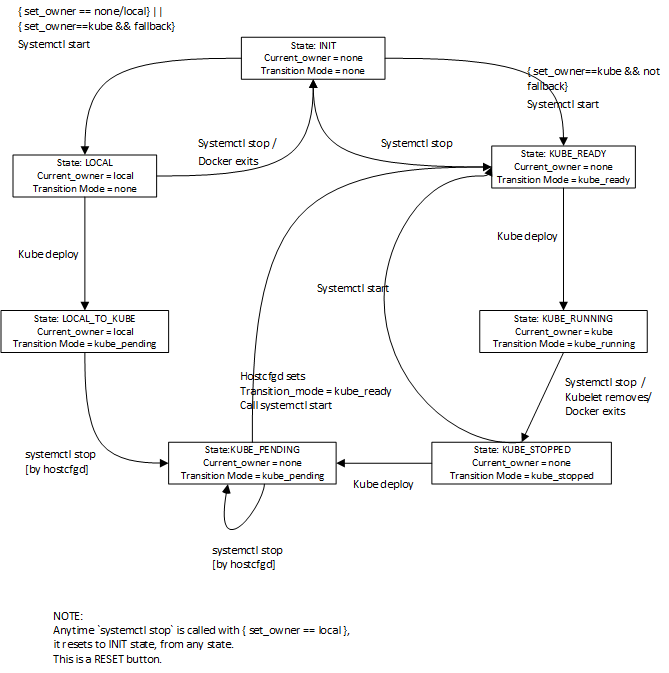 { set_owner == none/local} ||
{ set_owner==kube && fallback}
Systemctl start
State: INIT
Current_owner = none
Transition Mode = none
{ set_owner==kube && not
fallback}
Systemctl start
Systemctl stop /
Docker exits
Systemctl stop
State: LOCAL
Current_owner = local
Transition Mode = none
State: KUBE_READY
Current_owner = none
Transition Mode = kube_ready
Kube deploy
Kube deploy
Systemctl start
State: LOCAL_TO_KUBE
Current_owner = local
Transition Mode = kube_pending
State: KUBE_RUNNING
Current_owner = kube
Transition Mode = kube_running
Hostcfgd sets
Transition_mode = kube_ready
Call systemctl start
Systemctl stop /
Kubelet removes/
Docker exits
systemctl stop
[by hostcfgd]
State:KUBE_PENDING
Current_owner = none
Transition Mode = kube_pending
State: KUBE_STOPPED
Current_owner = none
Transition Mode = kube_stopped
Kube deploy
systemctl stop
[by hostcfgd]
NOTE:
Anytime `systemctl stop` is called with { set_owner == local },
it resets to INIT state, from any state.
This is a RESET button.